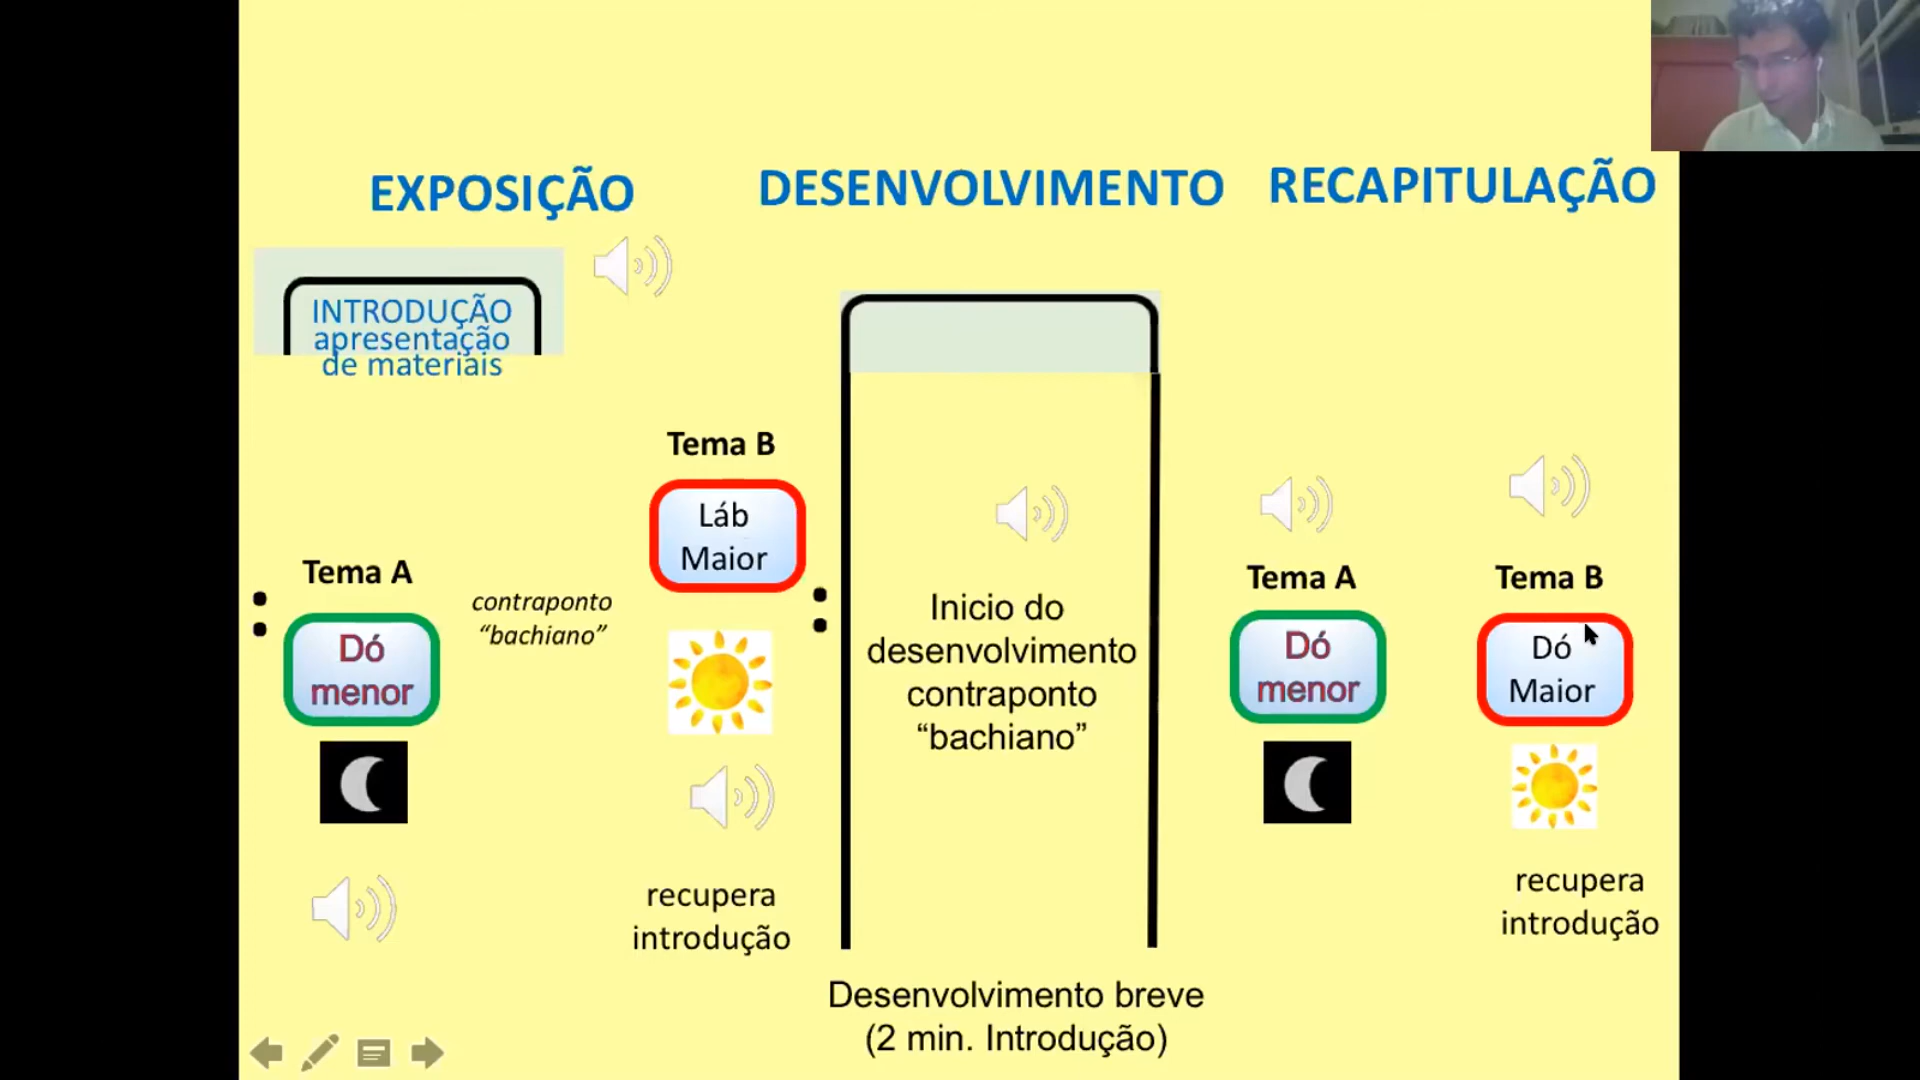 EXPOSIÇÃO
DESENVOLVIMENTO
RECAPITULAÇÃO
INTRODUÇÃO
apresentação
de materiais
Tema A
Dó
menor
contraponto
“bachiano”
Tema B
Láb
Maior
recupera
introdução
Inicio do
desenvolvimento
contraponto
“bachiano”
Desenvolvimento breve
(2 min. Introdução)
Tema A
Dó
menor
Tema B
Dó
Maior
recupera
introdução